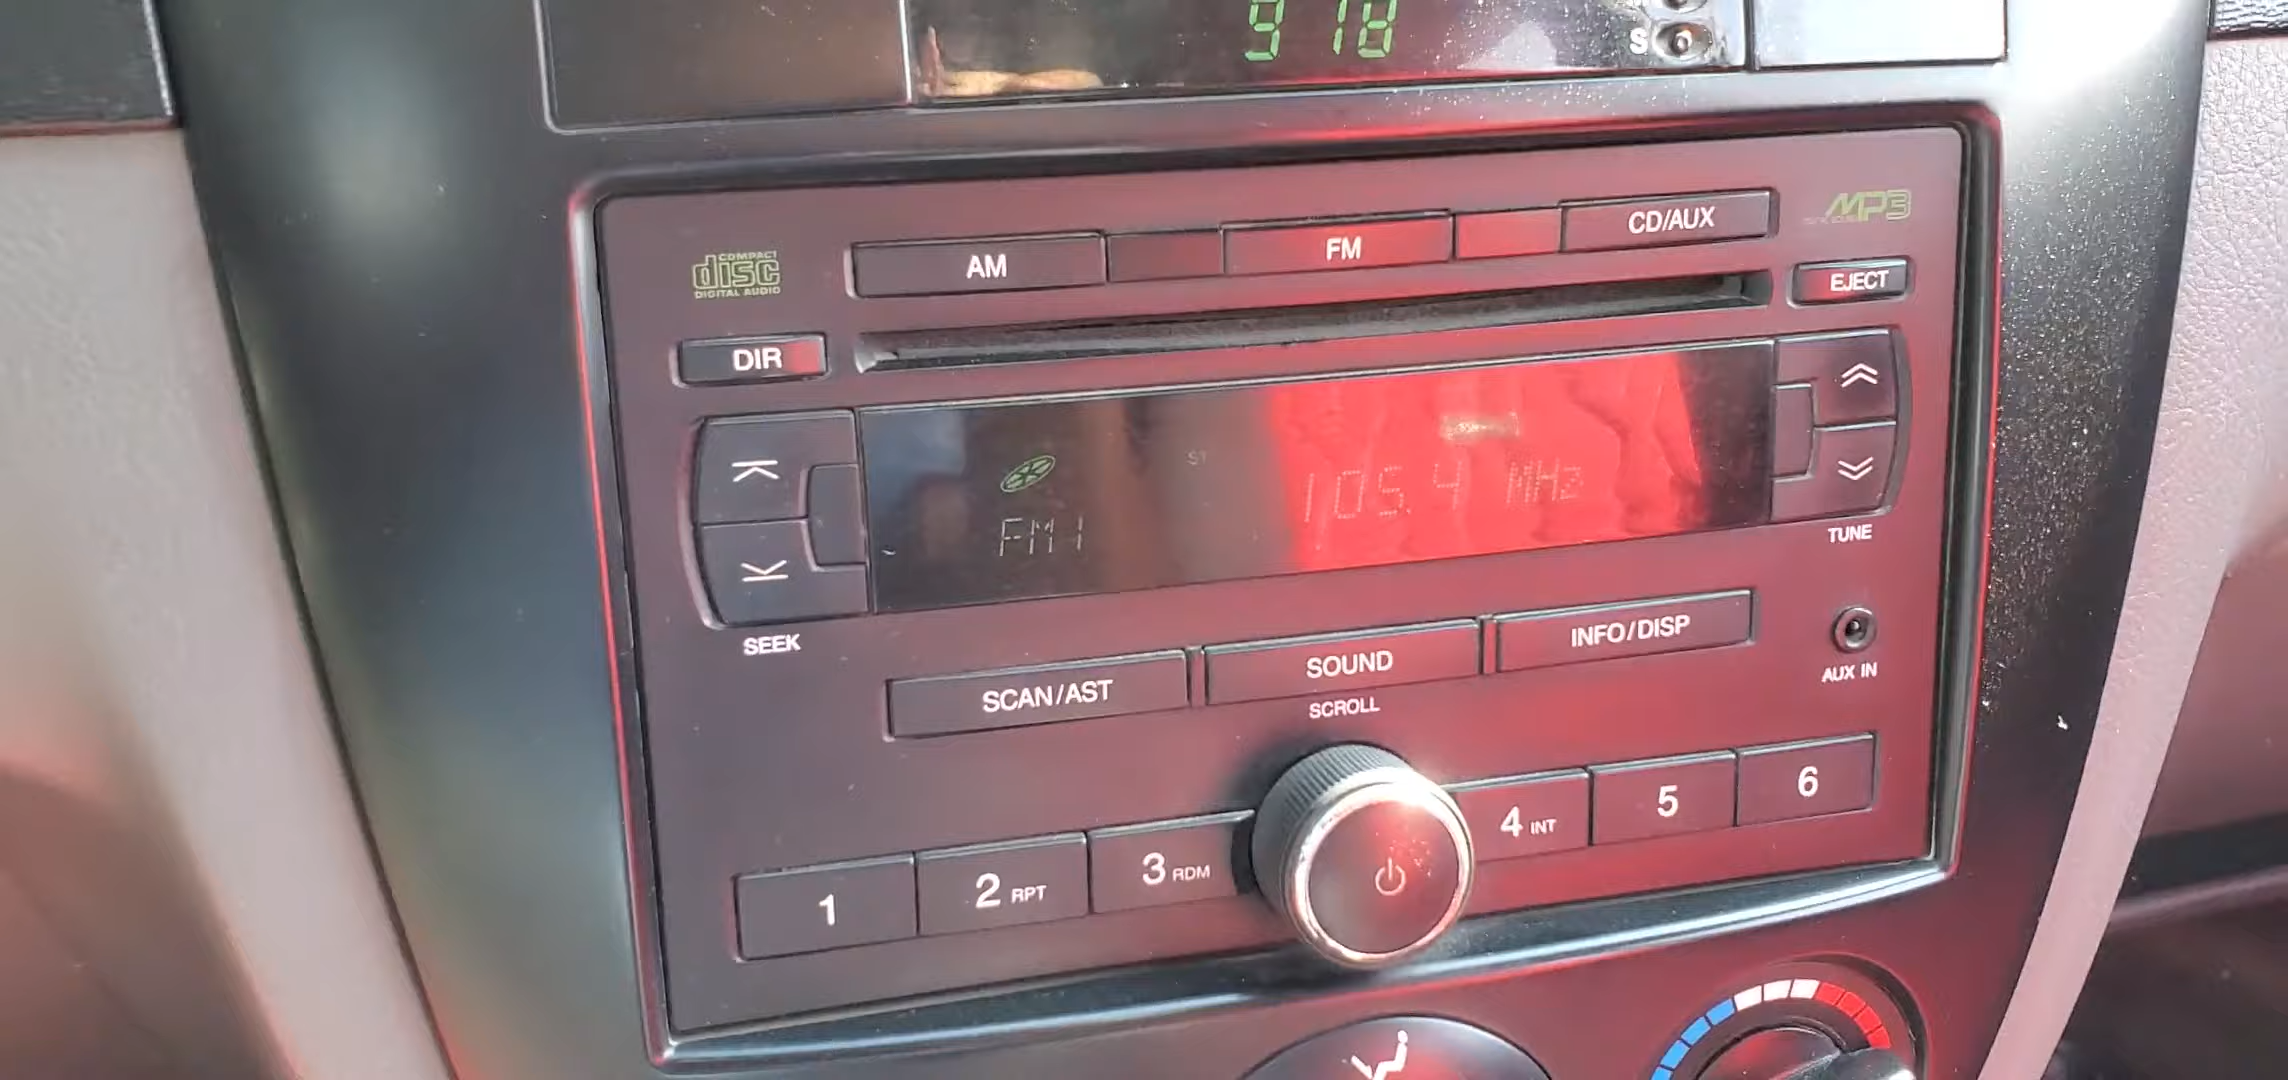 9 18
S
COMPACT
disc
DIGITAL AUDIO
AM
FM
CD/AUX
MP3
EJECT
DIR
ST
105.4 MHz
FM1
TUNE
SEEK
SCAN/AST
SOUND
INFO/DISP
SCROLL
AUX IN
1
2 RPT
3 RDM
4 INT
5
6